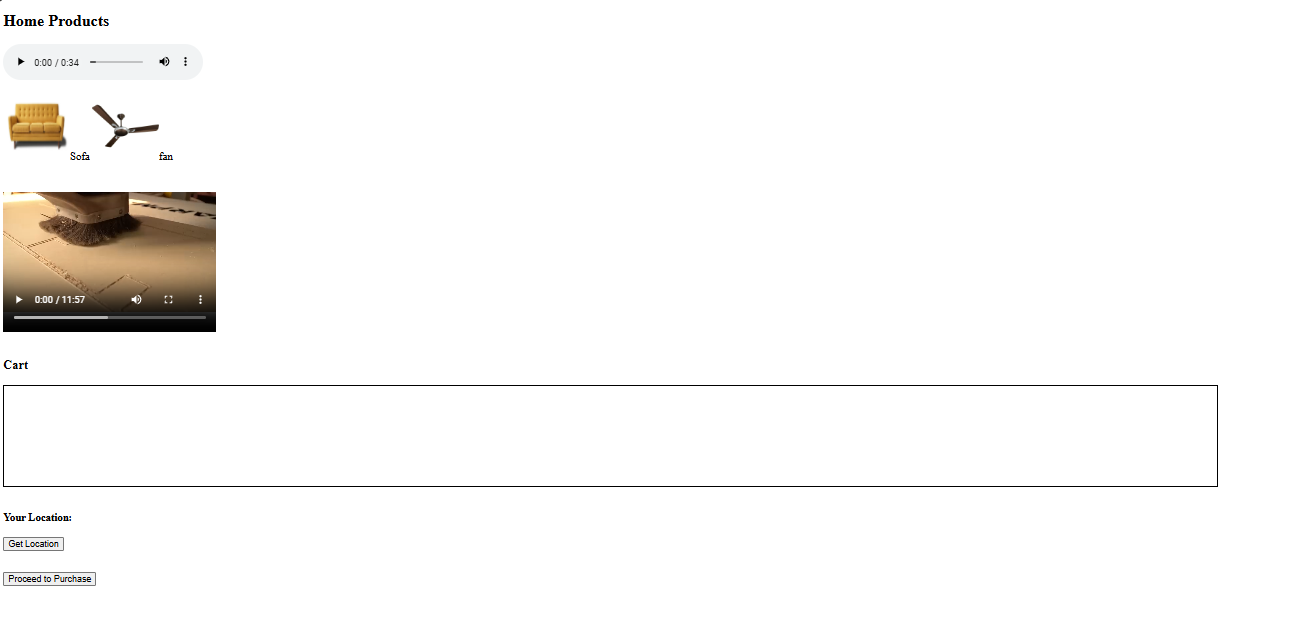 Home Products
0:00 / 0:34
Sofa fan
0:00 / 11:57
Cart
Your Location:
Get Location
Proceed to Purchase